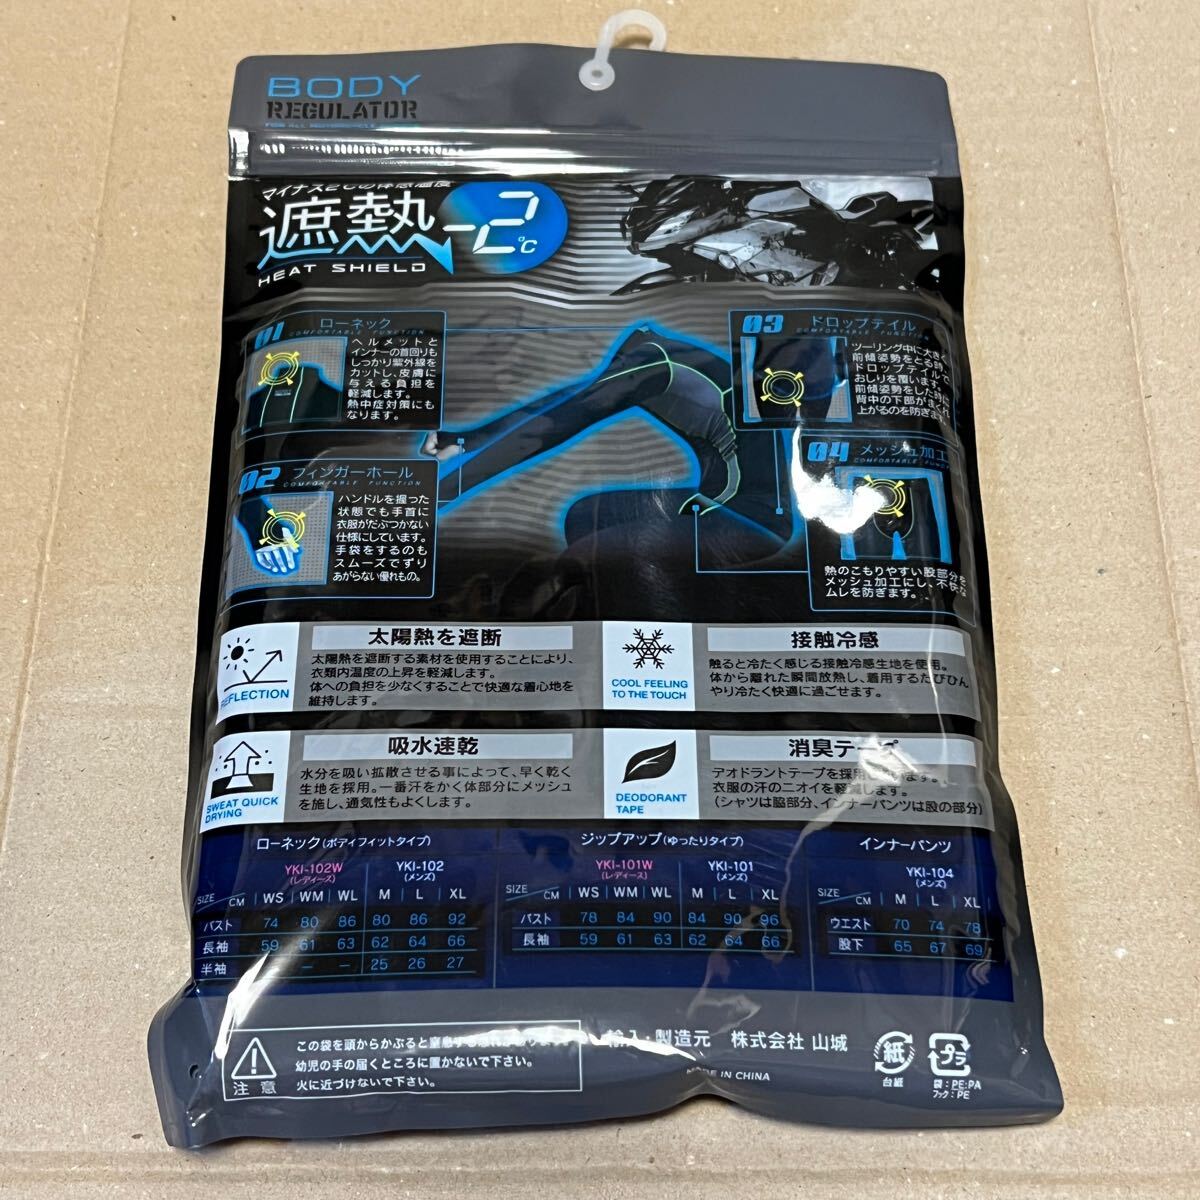 BODY
REGULATOR
マイナス2℃の体感温度
遮熱 -2℃
HEAT SHIELD
01 ローネック
COMFORTABLE FUNCTION
ヘルメットと
インナーの首回りも
しっかり紫外線を
カットし、皮膚に
与える負担を
軽減します。
熱中症対策にも
なります。
02 フィンガーホール
COMFORTABLE FUNCTION
ハンドルを握った
状態でも手首に
衣服がだぶつかない
仕様にしています。
手袋をするのも
スムーズでずり
あがらない優れもの。
03 ドロップテイル
COMFORTABLE FUNCTION
ツーリング中に大きく
前傾姿勢をとる時、
ドロップテイルで
おしりを覆います。
前傾姿勢をした時に
背中の下部がまくれ
上がるのを防ぎます。
04 メッシュ加工
COMFORTABLE FUNCTION
熱のこもりやすい股部分を
メッシュ加工にし、不快な
ムレを防ぎます。
REFLECTION
太陽熱を遮断
太陽熱を遮断する素材を使用することにより、
衣類内温度の上昇を軽減します。
体への負担を少なくすることで快適な着心地を
維持します。
COOL FEELING
TO THE TOUCH
接触冷感
触ると冷たく感じる接触冷感生地を使用。
体から離れた瞬間放熱し、着用するたびひん
やり冷たく快適に過ごせます。
SWEAT QUICK
DRYING
吸水速乾
水分を吸い拡散させる事によって、早く乾く
生地を採用。一番汗をかく体部分にメッシュ
を施し、通気性もよくします。
DEODORANT
TAPE
消臭テープ
デオドラントテープを採用しています。
衣服の汗のニオイを軽減します。
(シャツは脇部分、インナーパンツは股の部分)
ローネック(ボディフィットタイプ)
YKI-102W
(レディース)
YKI-102
(メンズ)
SIZE CM WS WM WL M L XL
バスト 74 80 86 80 86 92
長袖 59 61 63 62 64 66
半袖 － － 25 26 27
ジップアップ(ゆったりタイプ)
YKI-101W
(レディース)
YKI-101
(メンズ)
SIZE CM WS WM WL M L XL
バスト 78 84 90 84 90 96
長袖 59 61 63 62 64 66
インナーパンツ
YKI-104
(メンズ)
SIZE CM M L XL
ウエスト 70 74 78
股下 65 67 69
注意
この袋を頭からかぶると窒息する恐れがあります。
幼児の手の届くところに置かないで下さい。
火に近づけないで下さい。
輸入・製造元 株式会社 山城
MADE IN CHINA
紙
台紙
プラ
袋：PE:PA
フック：PE